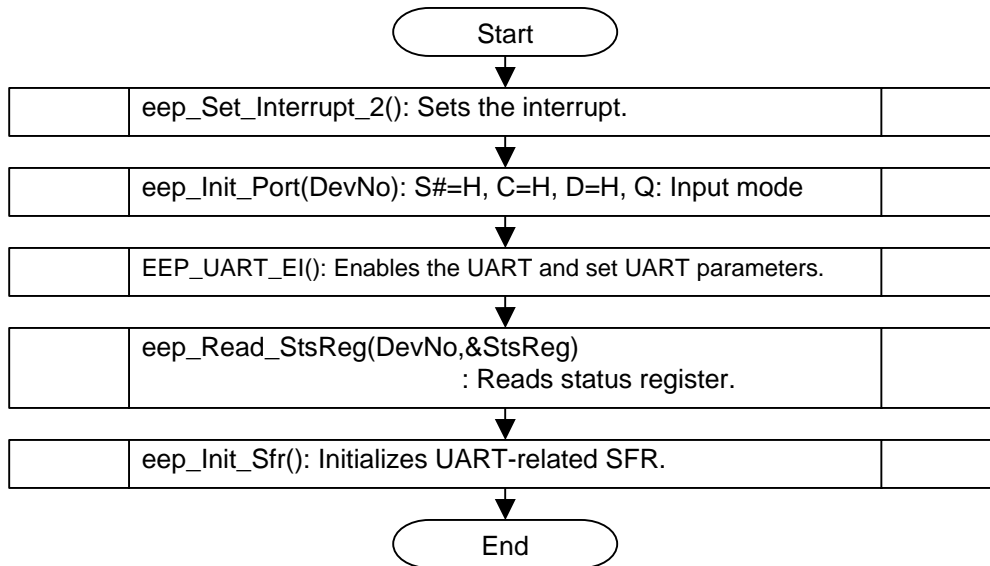 Start
eep_Set_Interrupt_2(): Sets the interrupt.
eep_Init_Port(DevNo): S#=H, C=H, D=H, Q: Input mode
EEP_UART_EI(): Enables the UART and set UART parameters.
eep_Read_StsReg(DevNo,&StsReg)
: Reads status register.
eep_Init_Sfr(): Initializes UART-related SFR.
End